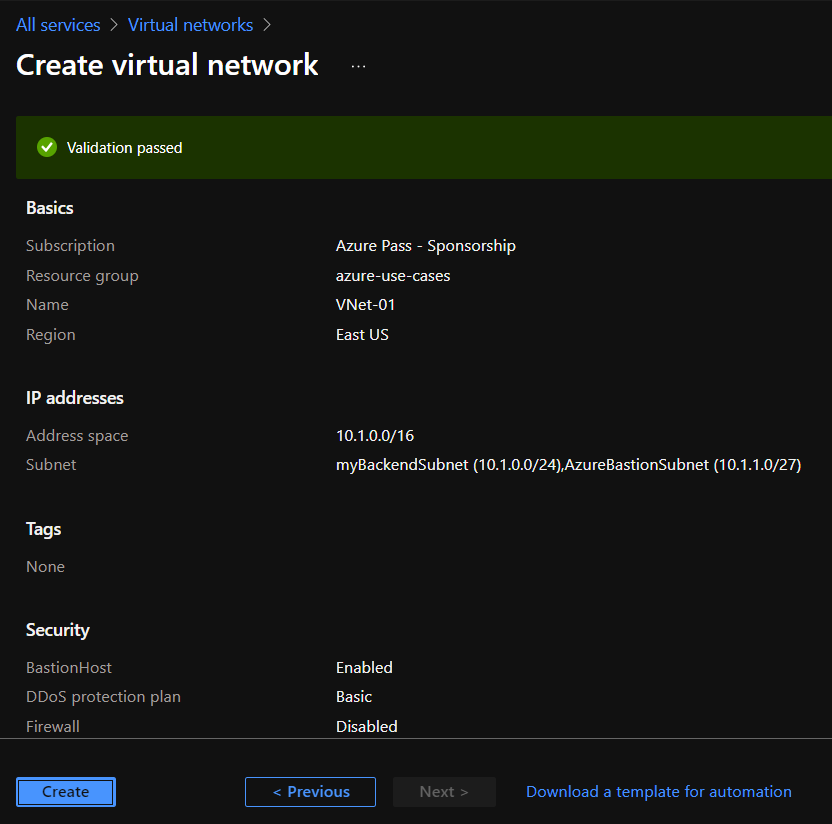 All services > Virtual networks >
Create virtual network ...
Validation passed
Basics
Subscription Azure Pass - Sponsorship
Resource group azure-use-cases
Name VNet-01
Region East US
IP addresses
Address space 10.1.0.0/16
Subnet myBackendSubnet (10.1.0.0/24),AzureBastionSubnet (10.1.1.0/27)
Tags
None
Security
BastionHost Enabled
DDoS protection plan Basic
Firewall Disabled
Create < Previous Next > Download a template for automation